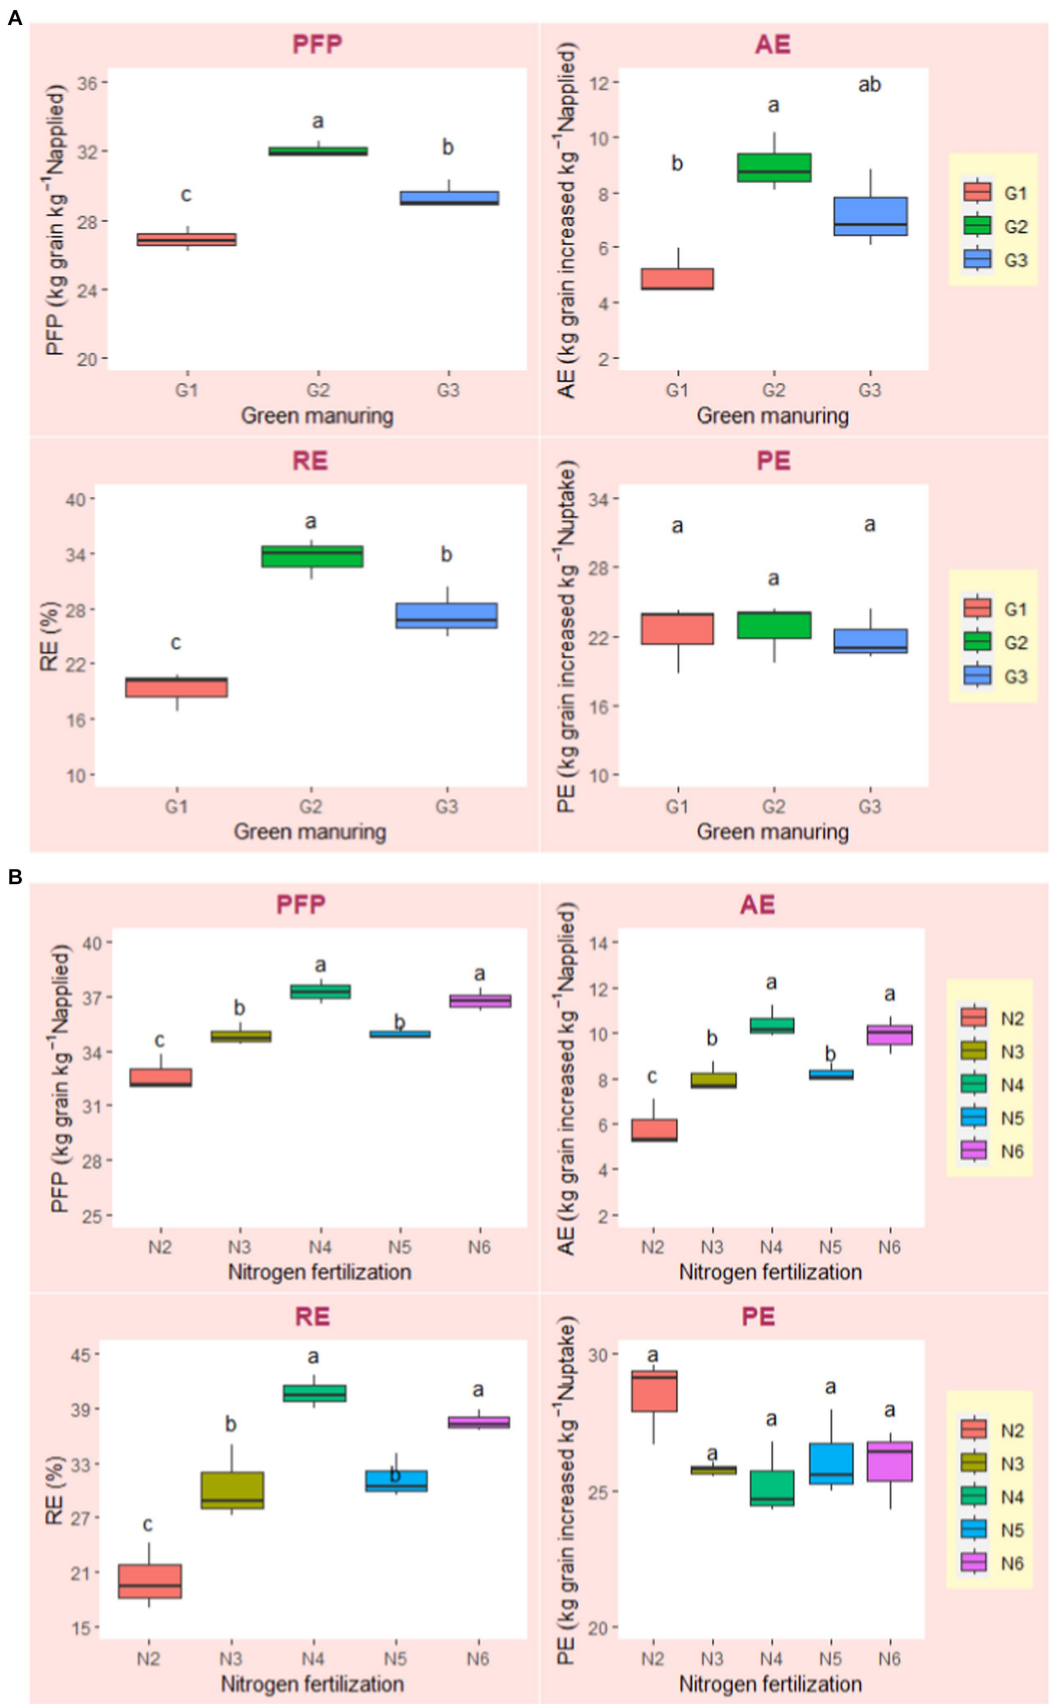 A
PFP
PFP (kg grain kg⁻¹Napplied)
36
32
28
24
20
c
a
b
G1
G2
G3
Green manuring
AE
AE (kg grain increased kg⁻¹Napplied)
12
10
8
6
4
2
b
a
ab
G1
G2
G3
Green manuring
G1
G2
G3
RE
RE (%)
40
34
28
22
16
10
c
a
b
G1
G2
G3
Green manuring
PE
PE (kg grain increased kg⁻¹Nuptake)
34
28
22
16
10
a
a
a
G1
G2
G3
Green manuring
G1
G2
G3
B
PFP
PFP (kg grain kg⁻¹Napplied)
40
37
34
31
28
25
c
b
a
b
a
N2
N3
N4
N5
N6
Nitrogen fertilization
AE
AE (kg grain increased kg⁻¹Napplied)
14
12
10
8
6
4
2
c
b
a
b
a
N2
N3
N4
N5
N6
Nitrogen fertilization
N2
N3
N4
N5
N6
RE
RE (%)
45
39
33
27
21
15
c
b
a
b
a
N2
N3
N4
N5
N6
Nitrogen fertilization
PE
PE (kg grain increased kg⁻¹Nuptake)
30
25
20
a
a
a
a
a
N2
N3
N4
N5
N6
Nitrogen fertilization
N2
N3
N4
N5
N6